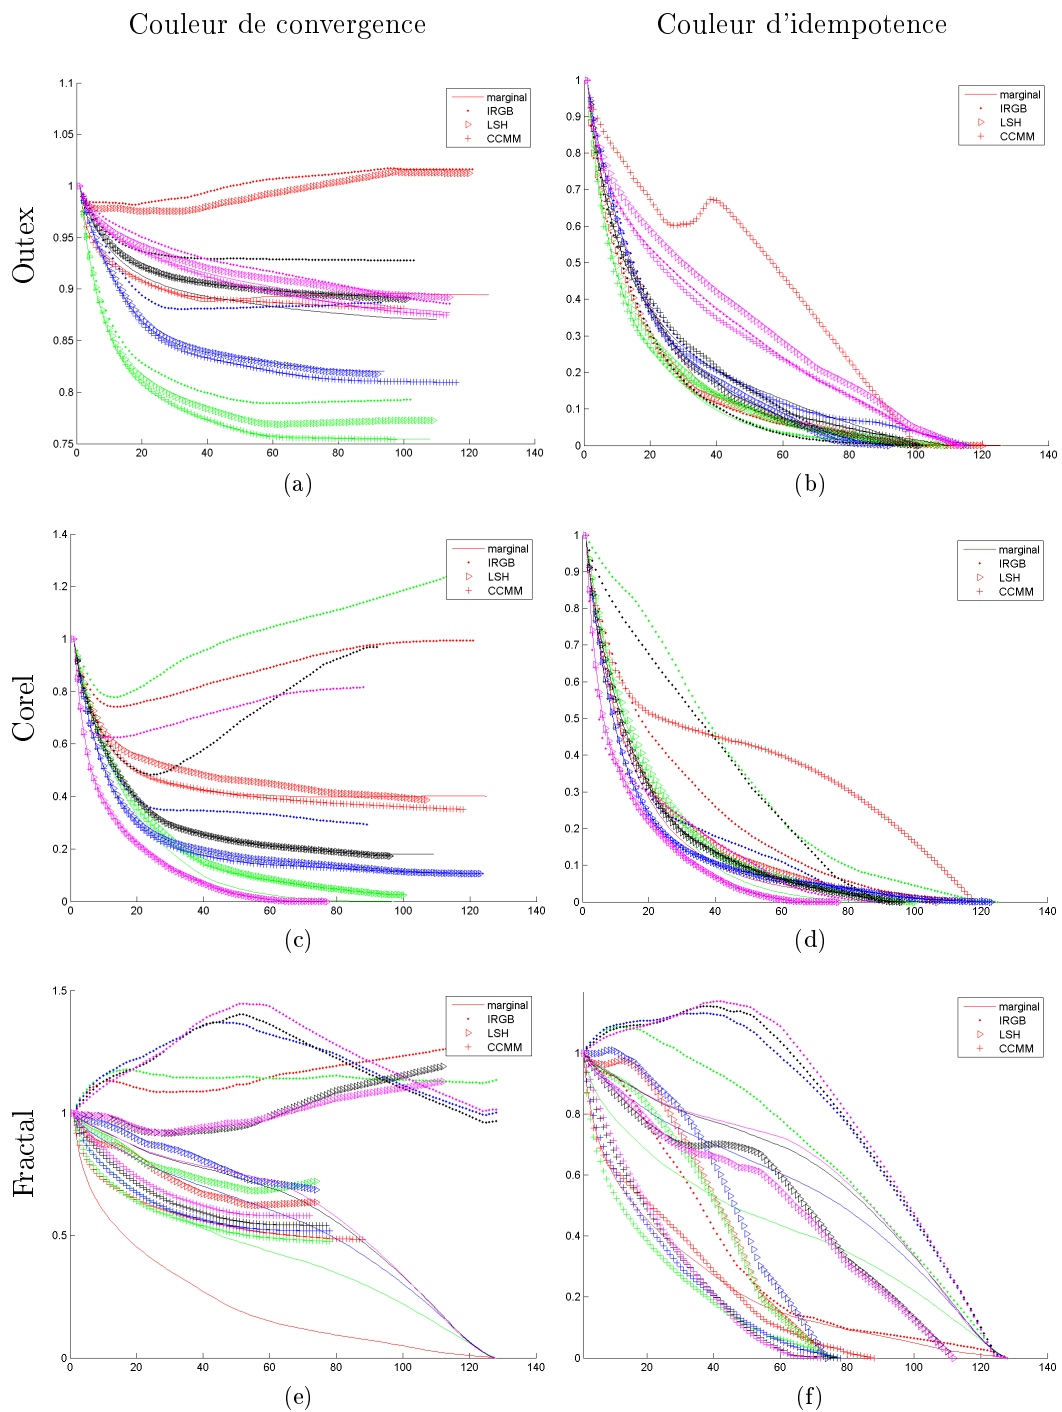 Couleur de convergence
Couleur d'idempotence
Outex
1.1
1.05
1
0.95
0.9
0.85
0.8
0.75
0 20 40 60 80 100 120 140
marginal
IRGB
LSH
CCMM
(a)
1
0.9
0.8
0.7
0.6
0.5
0.4
0.3
0.2
0.1
0
0 20 40 60 80 100 120 140
marginal
IRGB
LSH
CCMM
(b)
Corel
1.4
1.2
1
0.8
0.6
0.4
0.2
0
0 20 40 60 80 100 120 140
marginal
IRGB
LSH
CCMM
(c)
1
0.9
0.8
0.7
0.6
0.5
0.4
0.3
0.2
0.1
0
0 20 40 60 80 100 120 140
marginal
IRGB
LSH
CCMM
(d)
Fractal
1.5
1
0.5
0
0 20 40 60 80 100 120 140
marginal
IRGB
LSH
CCMM
(e)
1
0.8
0.6
0.4
0.2
0
20 40 60 80 100 120 140
marginal
IRGB
LSH
CCMM
(f)